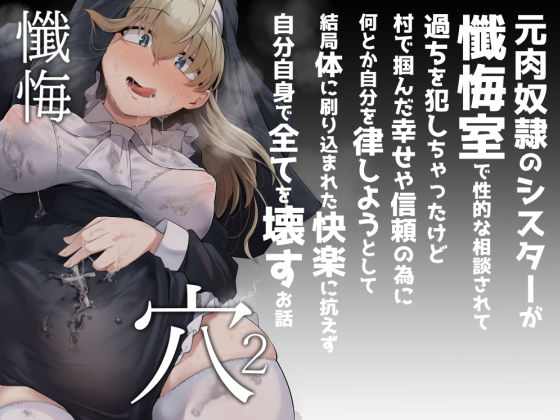 元肉奴隷のシスターが
懺悔室で性的な相談されて
過ちを犯しちゃったけど
村で掴んだ幸せや信頼の為に
何とか自分を律しようとして
結局体に刷り込まれた快楽に抗えず
自分自身で全てを壊すお話
懺悔
穴2